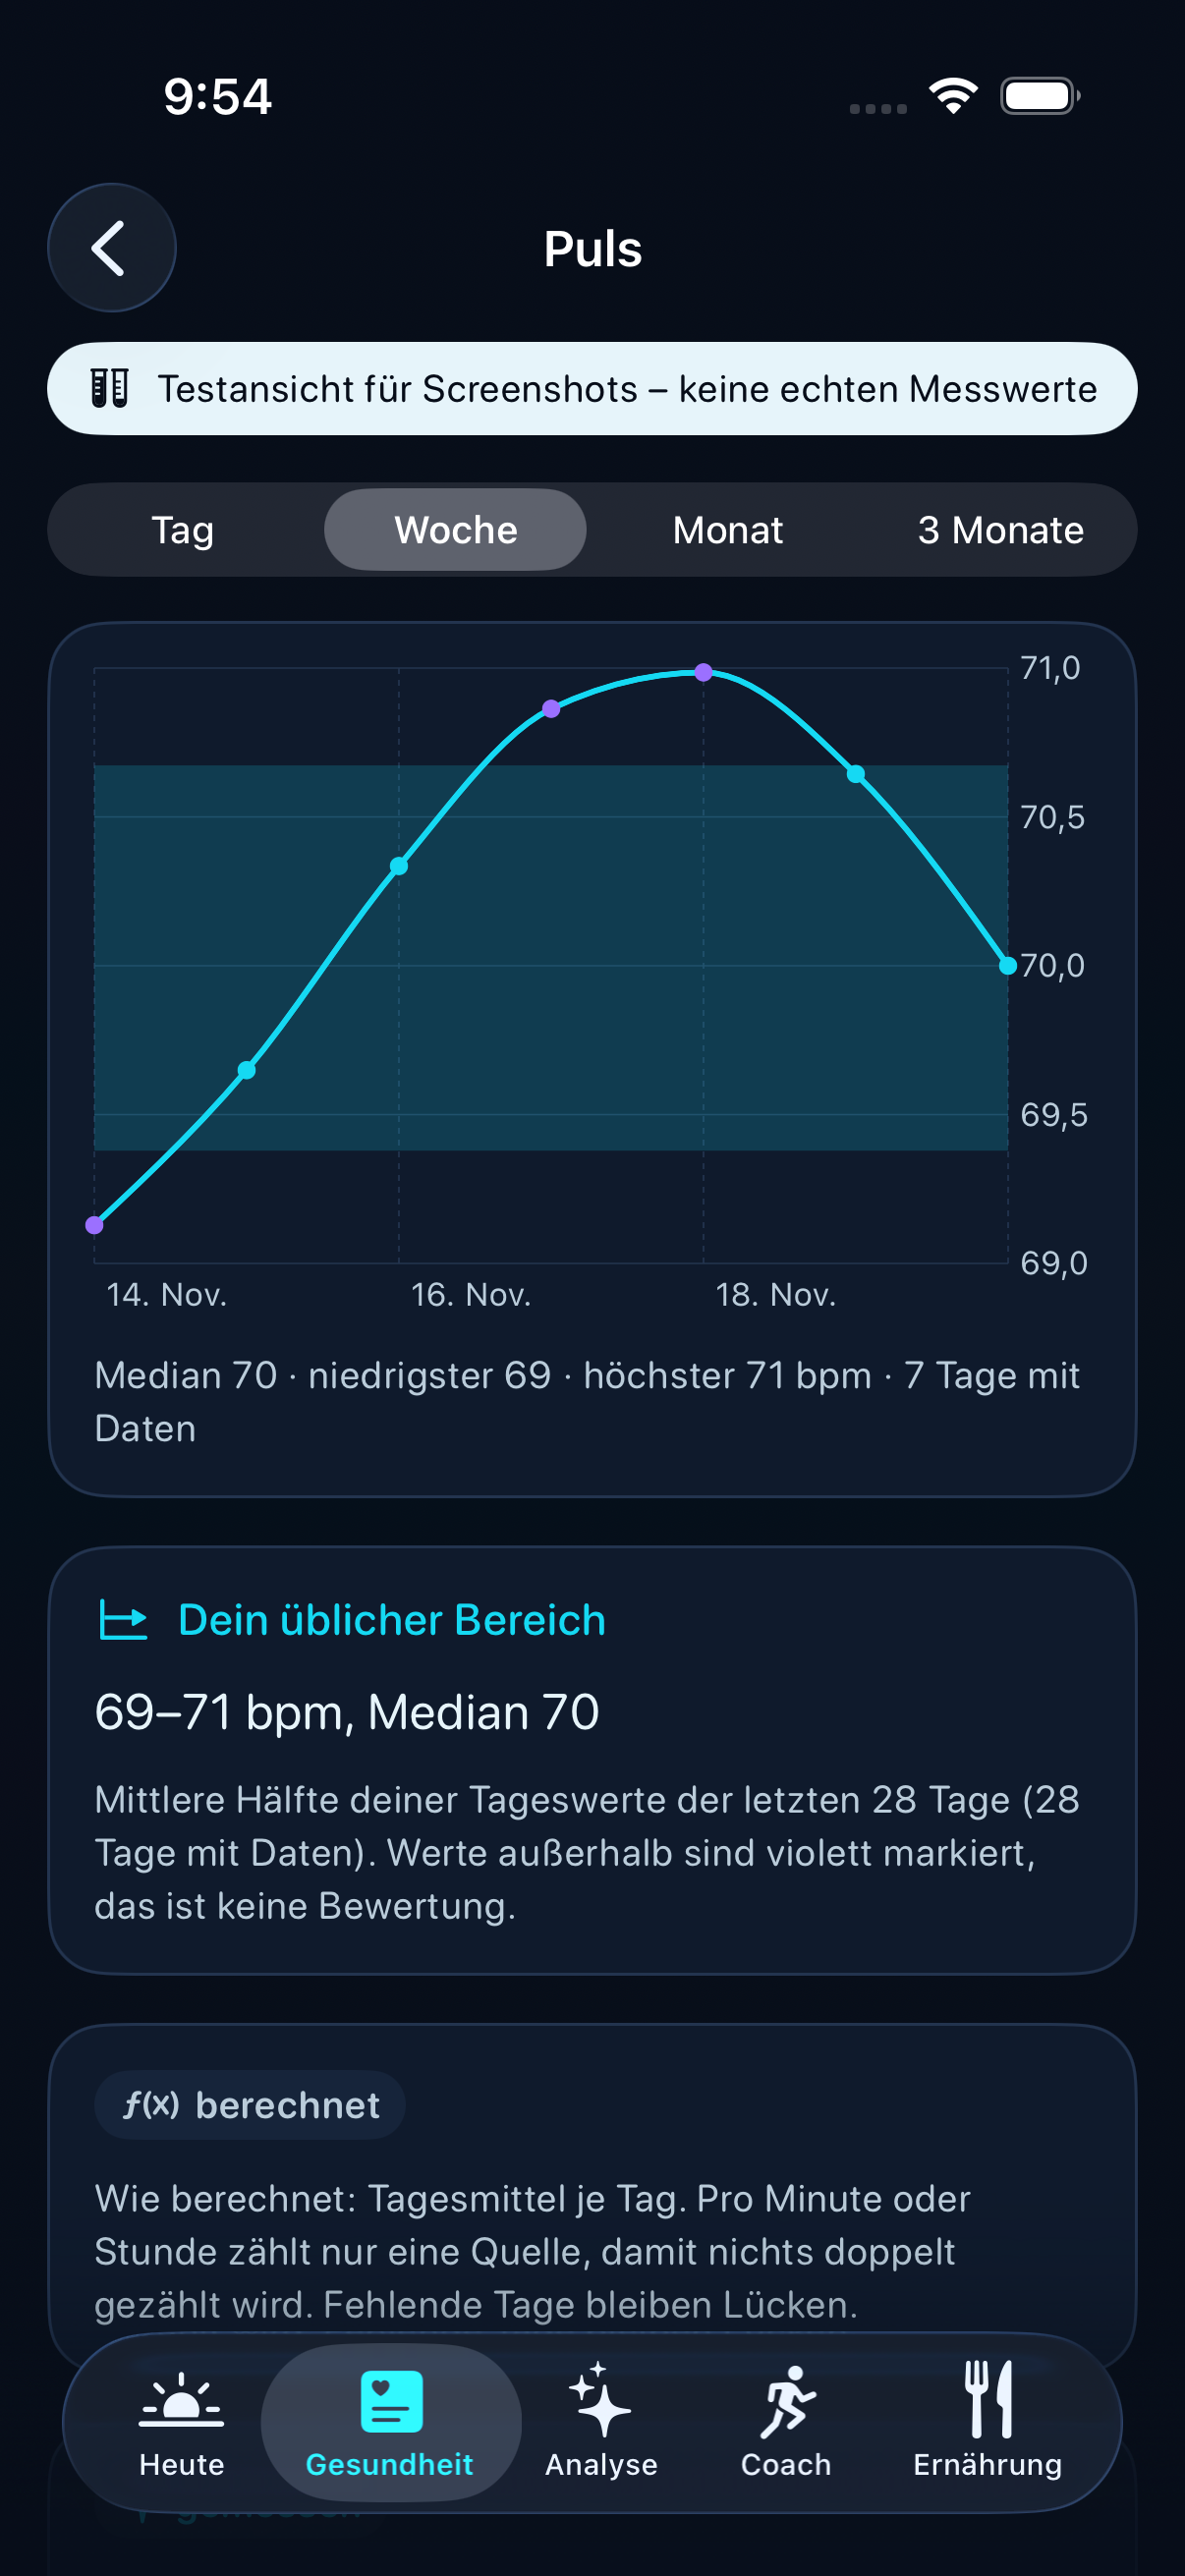 9:54
Puls
Testansicht für Screenshots – keine echten Messwerte
Tag Woche Monat 3 Monate
71,0
70,5
70,0
69,5
69,0
14. Nov. 16. Nov. 18. Nov.
Median 70 · niedrigster 69 · höchster 71 bpm · 7 Tage mit
Daten
Dein üblicher Bereich
69–71 bpm, Median 70
Mittlere Hälfte deiner Tageswerte der letzten 28 Tage (28
Tage mit Daten). Werte außerhalb sind violett markiert,
das ist keine Bewertung.
f(x) berechnet
Wie berechnet: Tagesmittel je Tag. Pro Minute oder
Stunde zählt nur eine Quelle, damit nichts doppelt
gezählt wird. Fehlende Tage bleiben Lücken.
Heute Gesundheit Analyse Coach Ernährung